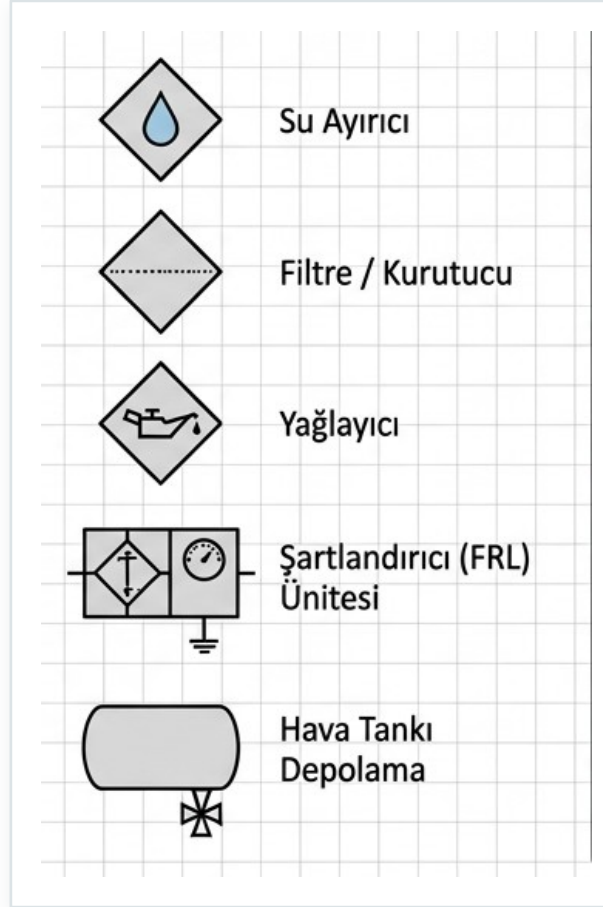 Su Ayırıcı
Filtre / Kurutucu
Yağlayıcı
Şartlandırıcı (FRL)
Ünitesi
Hava Tankı
Depolama